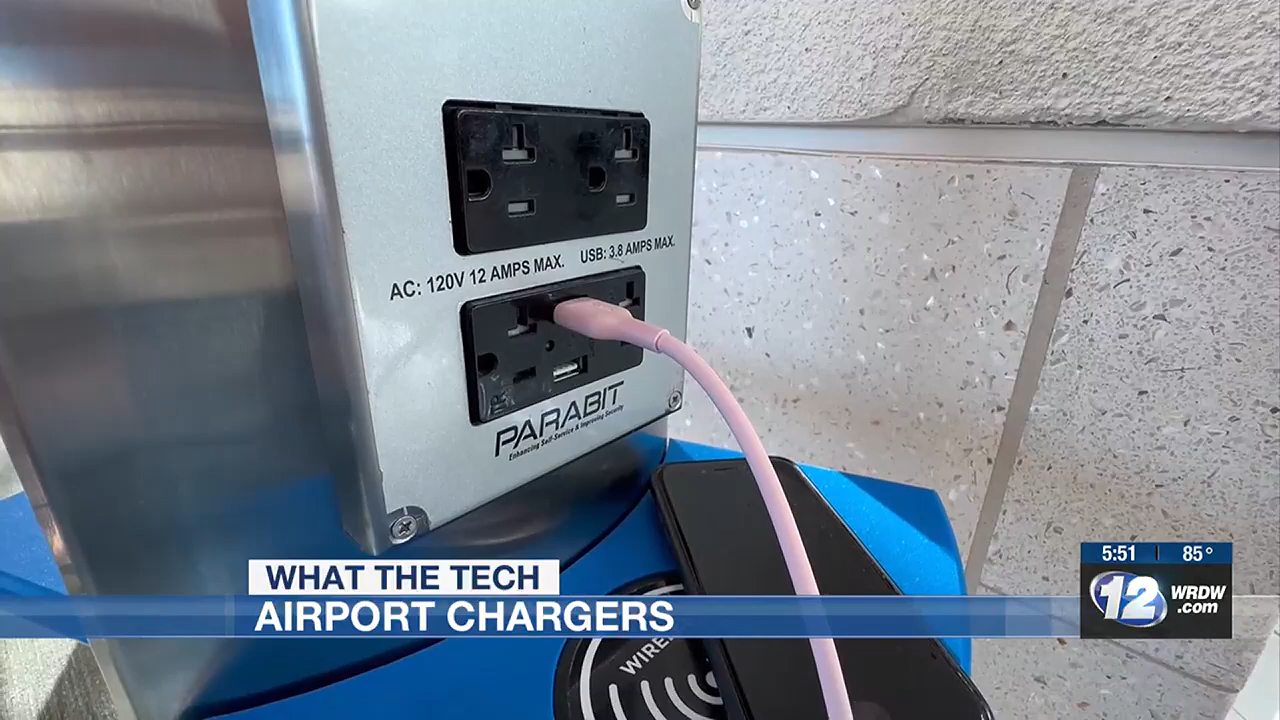 AC: 120V 12 AMPS MAX. USB: 3.8 AMPS MAX.
PARABIT
Enhancing Self-Service & Improving Security
WHAT THE TECH
AIRPORT CHARGERS
5:51 85°
12 WRDW
.com